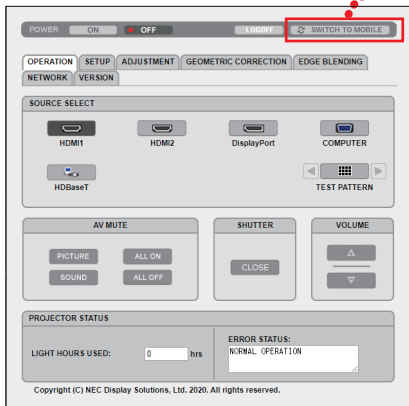 POWER ON OFF LOGOFF SWITCH TO MOBILE
OPERATION SETUP ADJUSTMENT GEOMETRIC CORRECTION EDGE BLENDING
NETWORK VERSION
SOURCE SELECT
HDMI1 HDMI2 DisplayPort COMPUTER
HDBaseT TEST PATTERN
AV MUTE SHUTTER VOLUME
PICTURE ALL ON
CLOSE
SOUND ALL OFF
PROJECTOR STATUS
ERROR STATUS:
LIGHT HOURS USED: 0 hrs NORMAL OPERATION
Copyright (C) NEC Display Solutions, Ltd. 2020. All rights reserved.